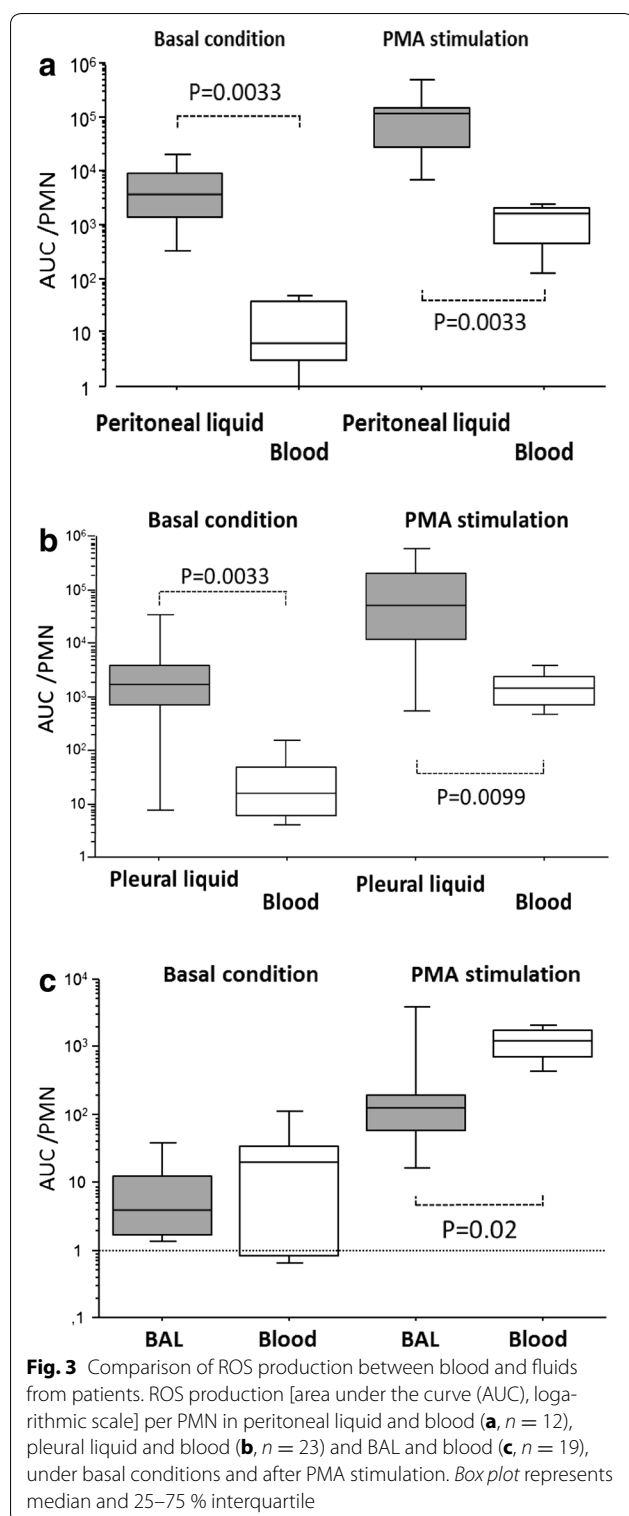 a
Basal condition PMA stimulation
P=0.0033
10⁶
10⁵
10⁴
10³
10²
10
1
AUC /PMN
P=0.0033
Peritoneal liquid Peritoneal liquid
Blood Blood
b
Basal condition PMA stimulation
P=0.0033
10⁶
10⁵
10⁴
10³
10²
10
1
AUC /PMN
P=0.0099
Pleural liquid Pleural liquid
Blood Blood
c
Basal condition PMA stimulation
10⁴
10³
10²
10
1
,1
AUC /PMN
P=0.02
BAL Blood BAL Blood
Fig. 3 Comparison of ROS production between blood and fluids
from patients. ROS production [area under the curve (AUC), loga-
rithmic scale] per PMN in peritoneal liquid and blood (a, n = 12),
pleural liquid and blood (b, n = 23) and BAL and blood (c, n = 19),
under basal conditions and after PMA stimulation. Box plot represents
median and 25–75 % interquartile